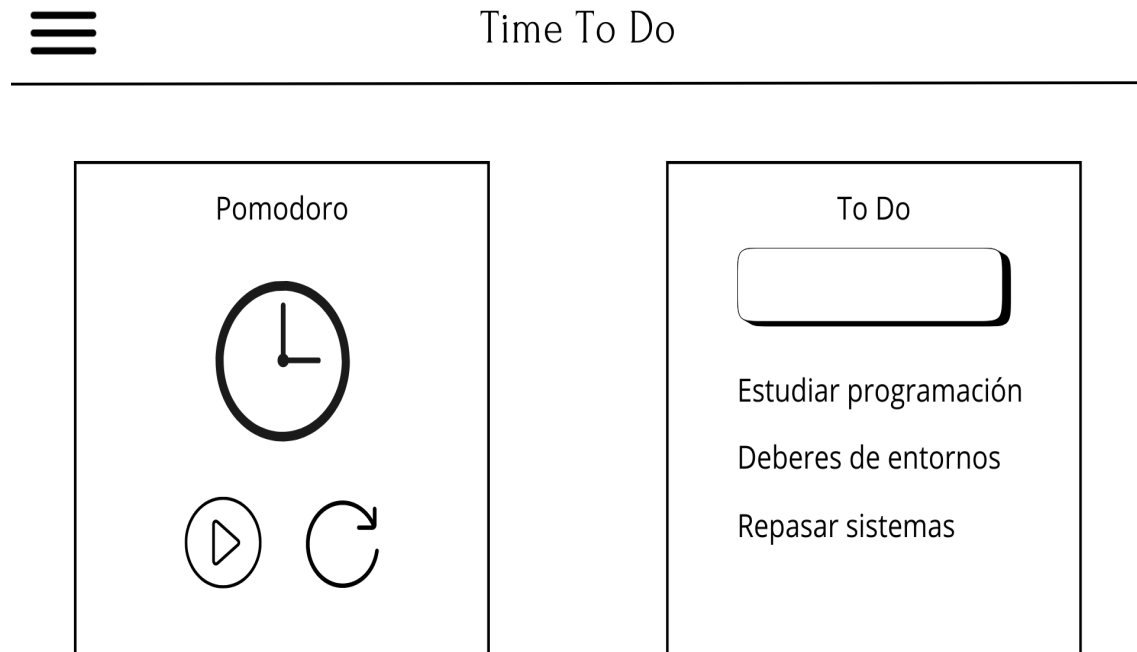 Time To Do
Pomodoro
To Do
Estudiar programación
Deberes de entornos
Repasar sistemas